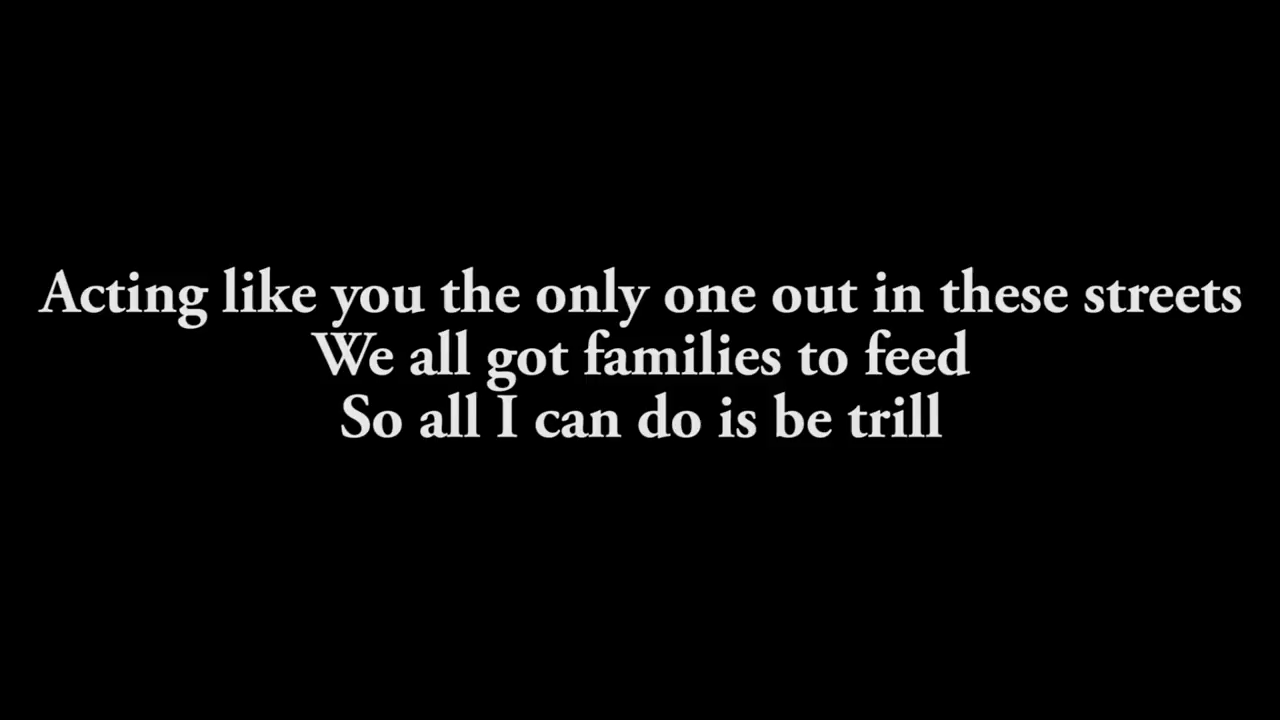 Acting like you the only one out in these streets
We all got families to feed
So all I can do is be trill